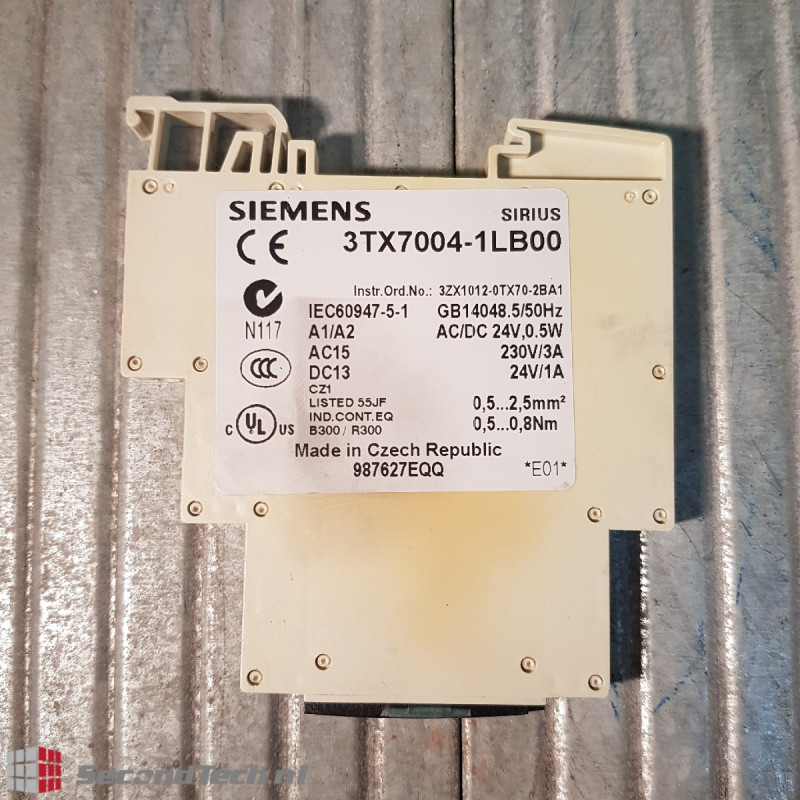 SIEMENS SIRIUS
CE 3TX7004-1LB00
Instr.Ord.No.: 3ZX1012-0TX70-2BA1
N117 IEC60947-5-1 GB14048.5/50Hz
A1/A2 AC/DC 24V,0.5W
AC15 230V/3A
CCC DC13 24V/1A
CZ1
LISTED 55JF 0,5...2,5mm²
C UL US IND.CONT.EQ
B300 / R300 0,5...0,8Nm
Made in Czech Republic
987627EQQ *E01*
SecondTech.nl